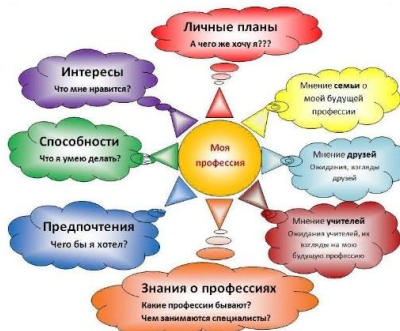 Личные планы
А чего же хочу я???
Интересы
Что мне нравится?
Мнение семьи о
моей будущей
профессии
Способности
Что я умею делать?
Моя
профессия
Мнение друзей
Ожидания, взгляды
друзей
Предпочтения
Чего бы я хотел?
Мнение учителей
Ожидания учителей, их
взгляды на мою
будущую профессию
Знания о профессиях
Какие профессии бывают?
Чем занимаются специалисты?